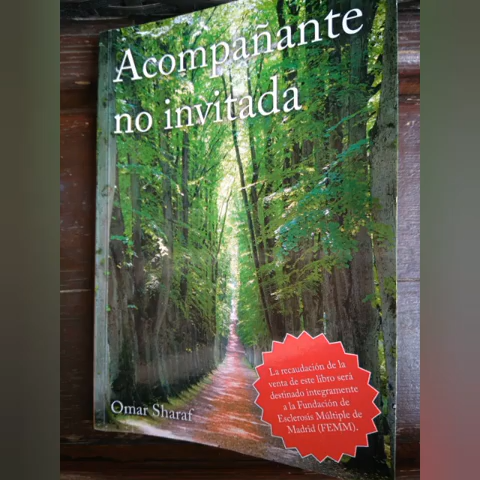 Acompañante
no invitada
Omar Sharaf
La recaudación de la
venta de este libro será
destinado integramente
a la Fundación de
Esclerosis Múltiple de
Madrid (FEMM).